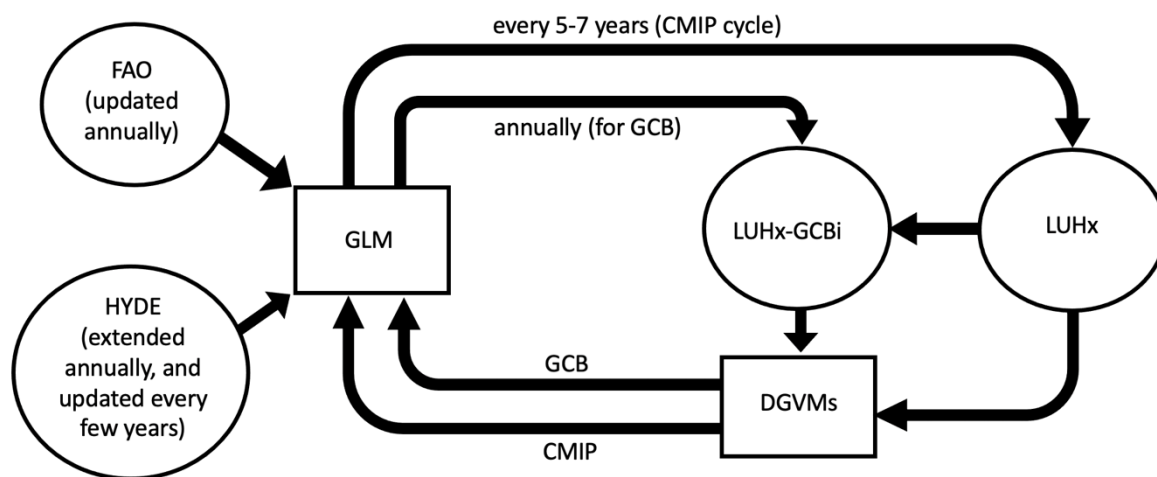 every 5-7 years (CMIP cycle)
FAO
(updated
annually)
annually (for GCB)
GLM
LUHx-GCBi
LUHx
HYDE
(extended
annually, and
updated every
few years)
GCB
DGVMs
CMIP